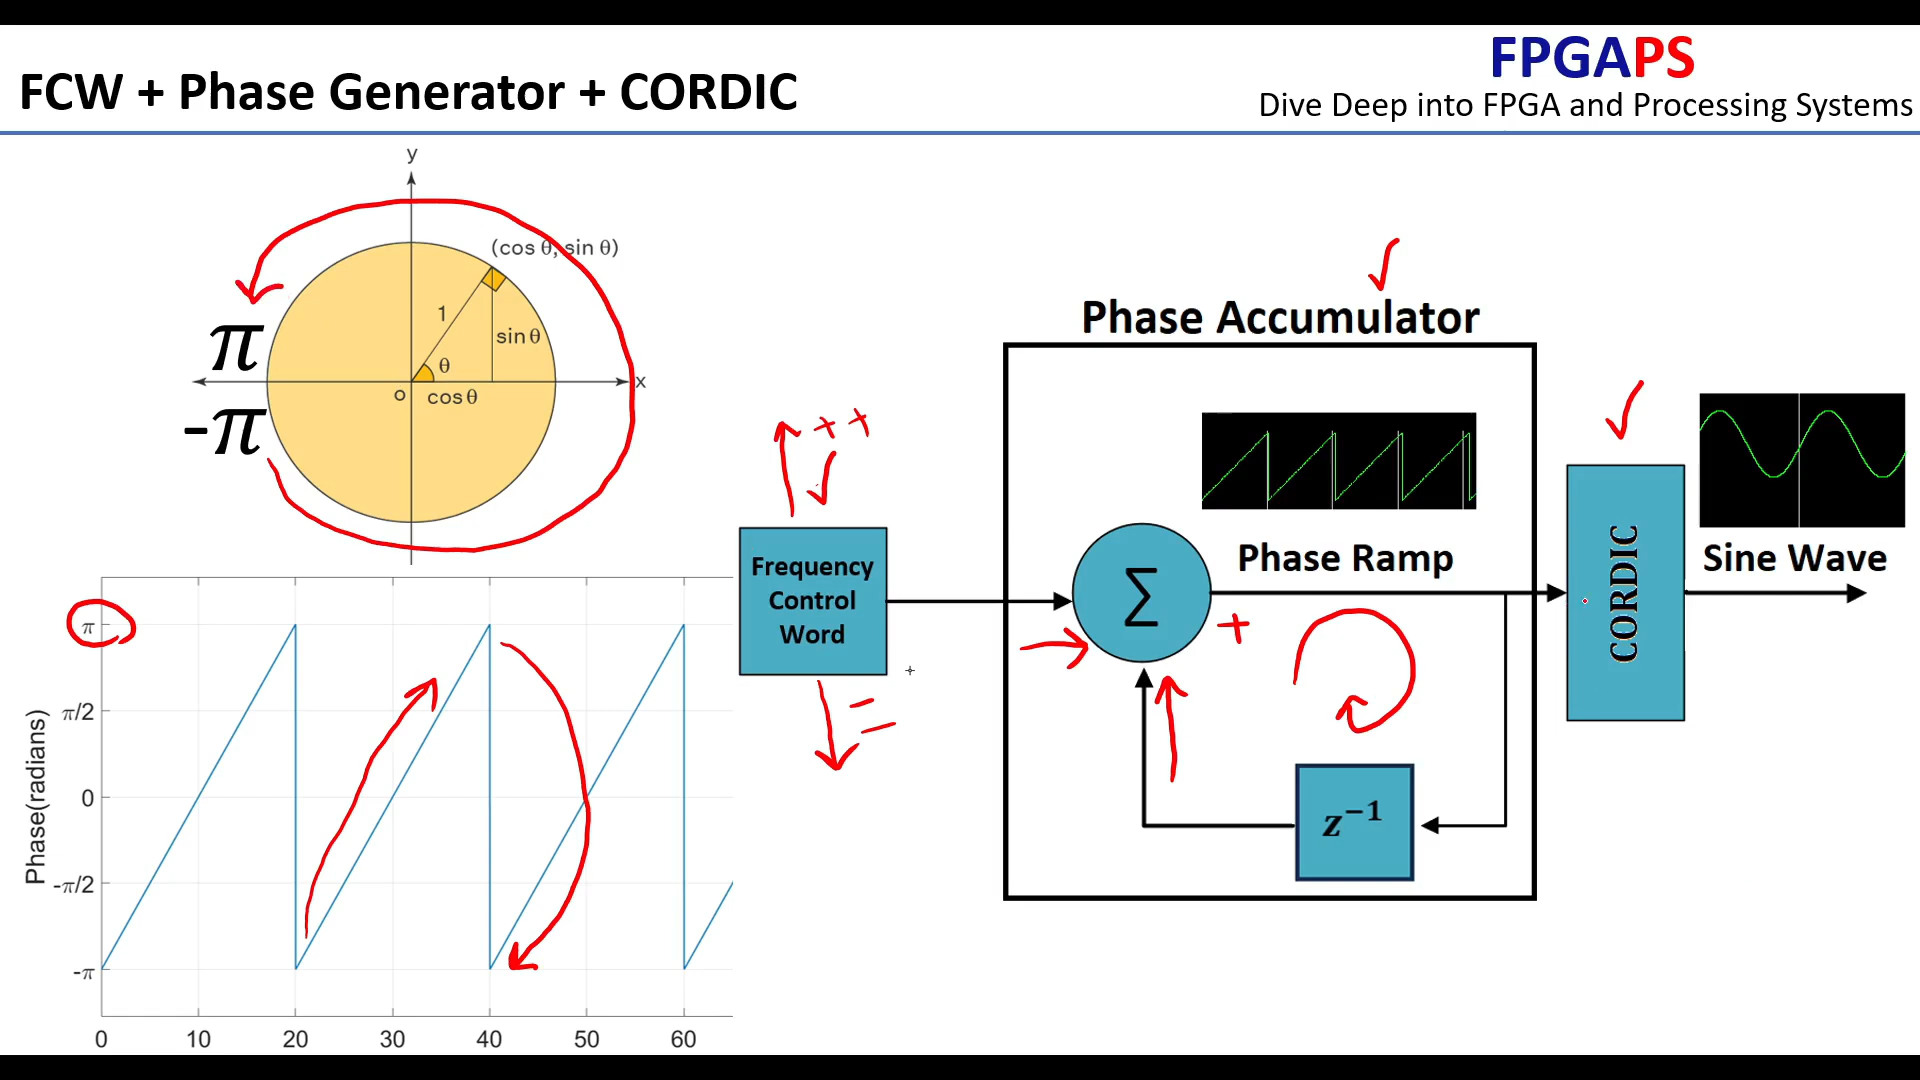 FCW + Phase Generator + CORDIC
FPGAPS
Dive Deep into FPGA and Processing Systems
y
(cos θ, sin θ)
1
sin θ
θ
π
x
o
cos θ
-π
Phase Accumulator
++
Frequency
Control
Word
Σ
+
Phase Ramp
z⁻¹
CORDIC
Sine Wave
Phase(radians)
π
π/2
0
-π/2
-π
0 10 20 30 40 50 60